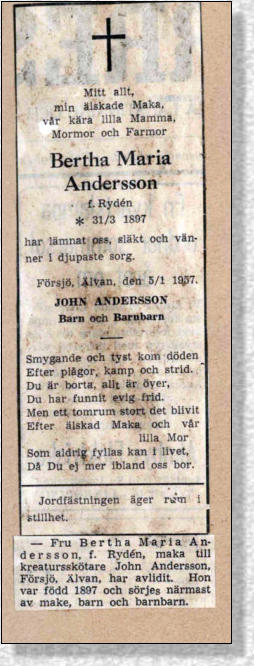 Mitt allt,
min älskade Maka,
vår kära lilla Mamma,
Mormor och Farmor
Bertha Maria
Andersson
f. Rydén
* 31/3 1897
har lämnat oss, släkt och vän-
ner i djupaste sorg.
Försjö, Älvan, den 5/1 1957.
JOHN ANDERSSON
Barn och Barnbarn
Smygande och tyst kom döden
Efter plågor, kamp och strid.
Du är borta, allt är över,
Du har funnit evig frid.
Men ett tomrum stort det blivit
Efter älskad Maka och vår
lilla Mor
Som aldrig fyllas kan i livet,
Då Du ej mer ibland oss bor.
Jordfästningen äger rum i
stillhet.
— Fru Bertha Maria An-
dersson, f. Rydén, maka till
kreatursskötare John Andersson,
Försjö, Älvan, har avlidit. Hon
var född 1897 och sörjes närmast
av make, barn och barnbarn.